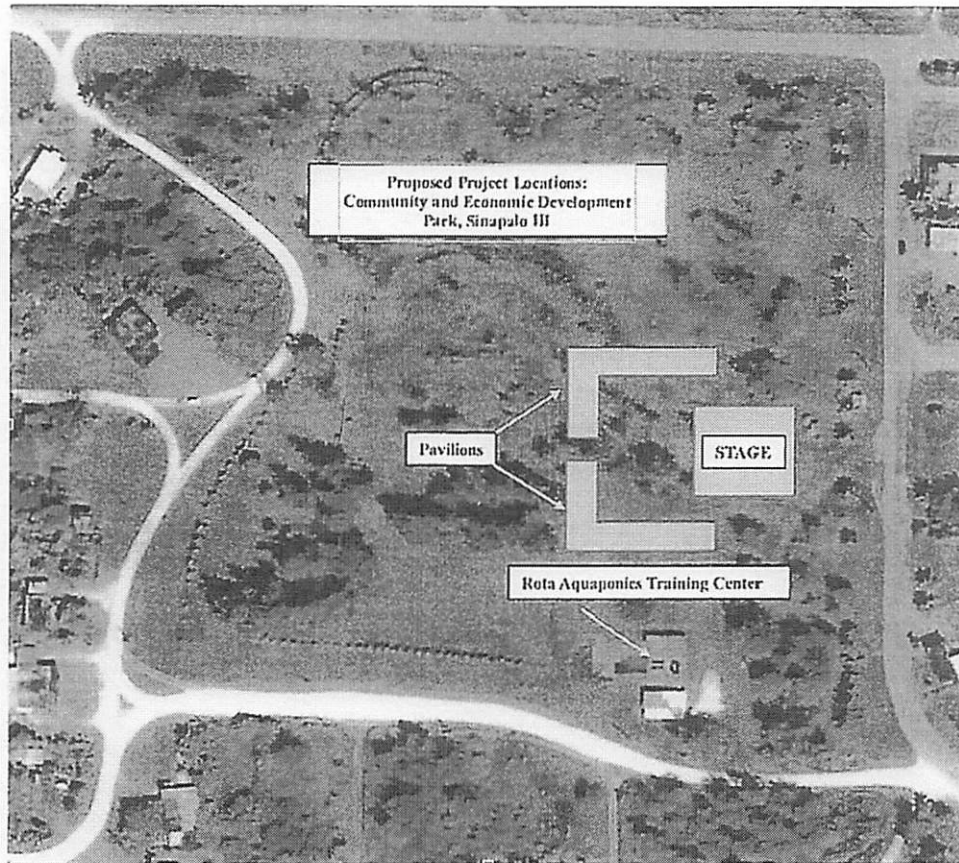 Proposed Project Locations:
Community and Economic Development
Park, Sinapalo III
Pavilions
STAGE
Rota Aquaponics Training Center